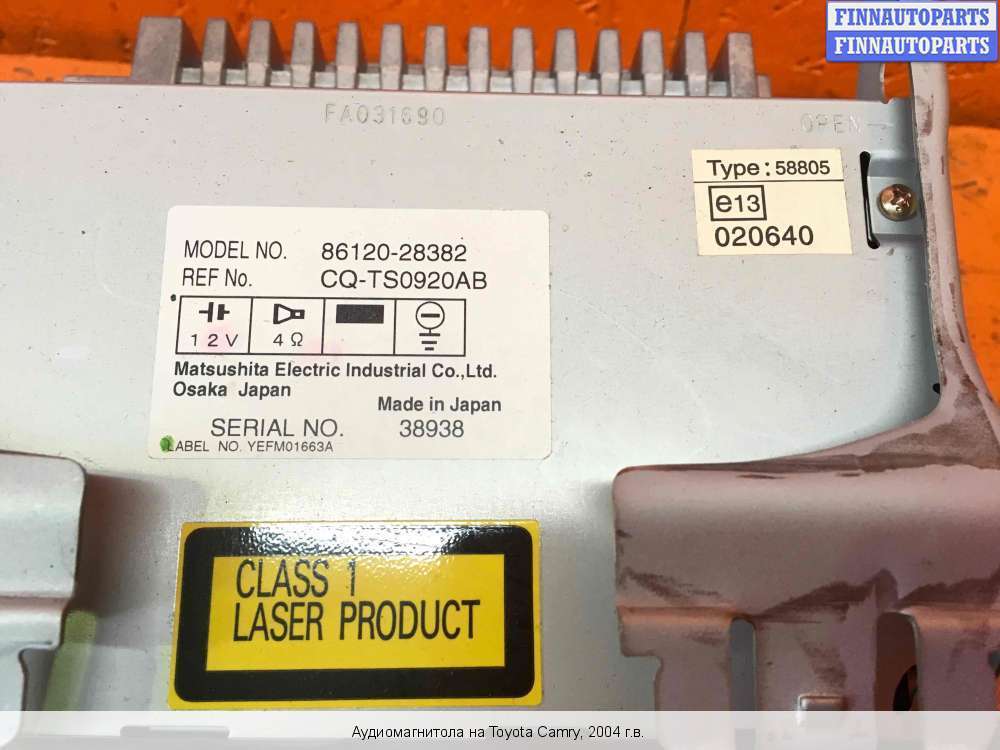 FINNAUTOPARTS
FINNAUTOPARTS
FA031690
OPEN
Type: 58805
e13
020640
MODEL NO. 86120-28382
REF No. CQ-TS0920AB
12V 4Ω
Matsushita Electric Industrial Co.,Ltd.
Osaka Japan
Made in Japan
SERIAL NO. 38938
LABEL NO. YEFM01663A
CLASS 1
LASER PRODUCT
Аудиомагнитола на Toyota Camry, 2004 г.в.